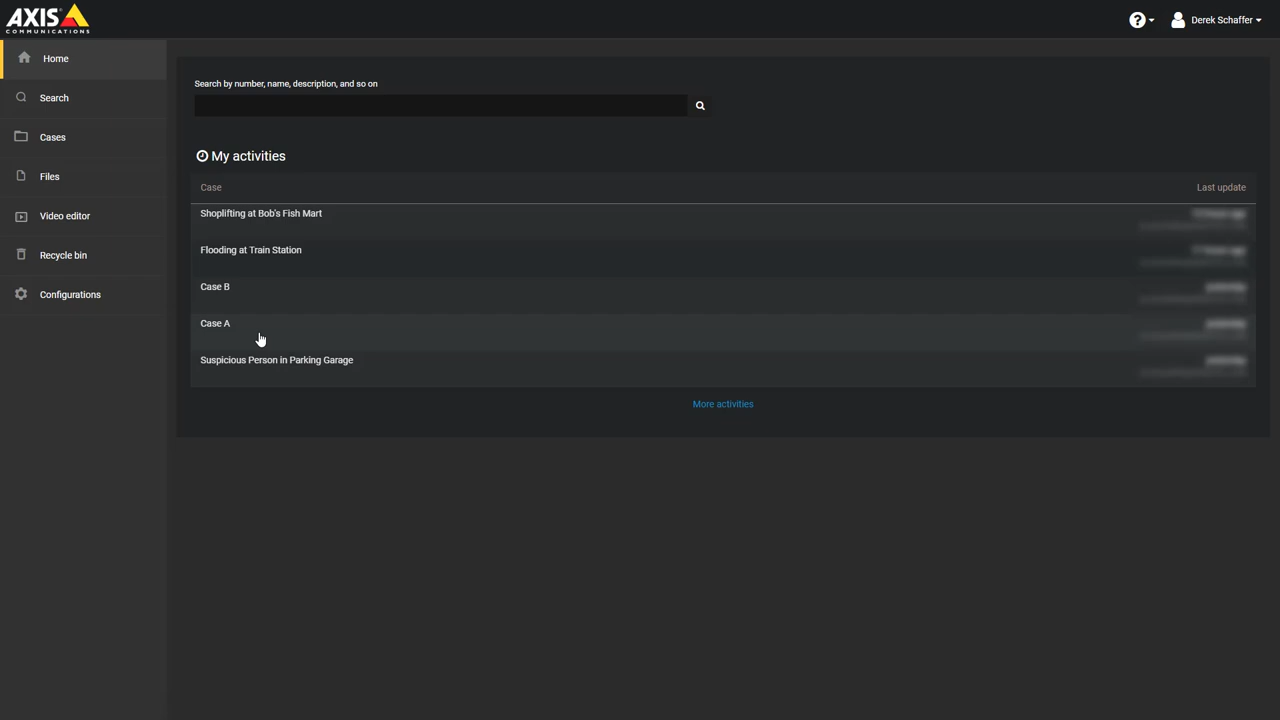 AXIS
COMMUNICATIONS
Derek Schaffer
Home
Search
Cases
Files
Video editor
Recycle bin
Configurations
Search by number, name, description, and so on
My activities
Case Last update
Shoplifting at Bob's Fish Mart
Flooding at Train Station
Case B
Case A
Suspicious Person in Parking Garage
More activities